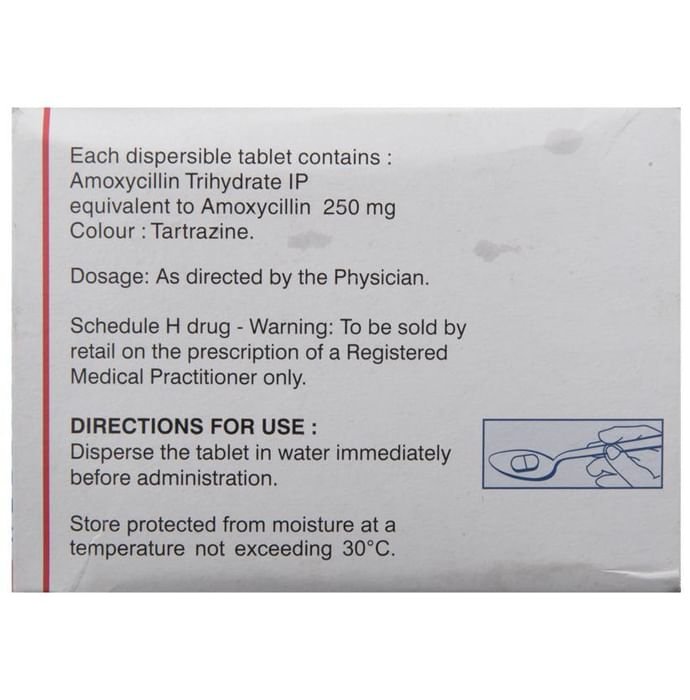 Each dispersible tablet contains :
Amoxycillin Trihydrate IP
equivalent to Amoxycillin 250 mg
Colour : Tartrazine.
Dosage: As directed by the Physician.
Schedule H drug - Warning: To be sold by
retail on the prescription of a Registered
Medical Practitioner only.
DIRECTIONS FOR USE :
Disperse the tablet in water immediately
before administration.
Store protected from moisture at a
temperature not exceeding 30°C.